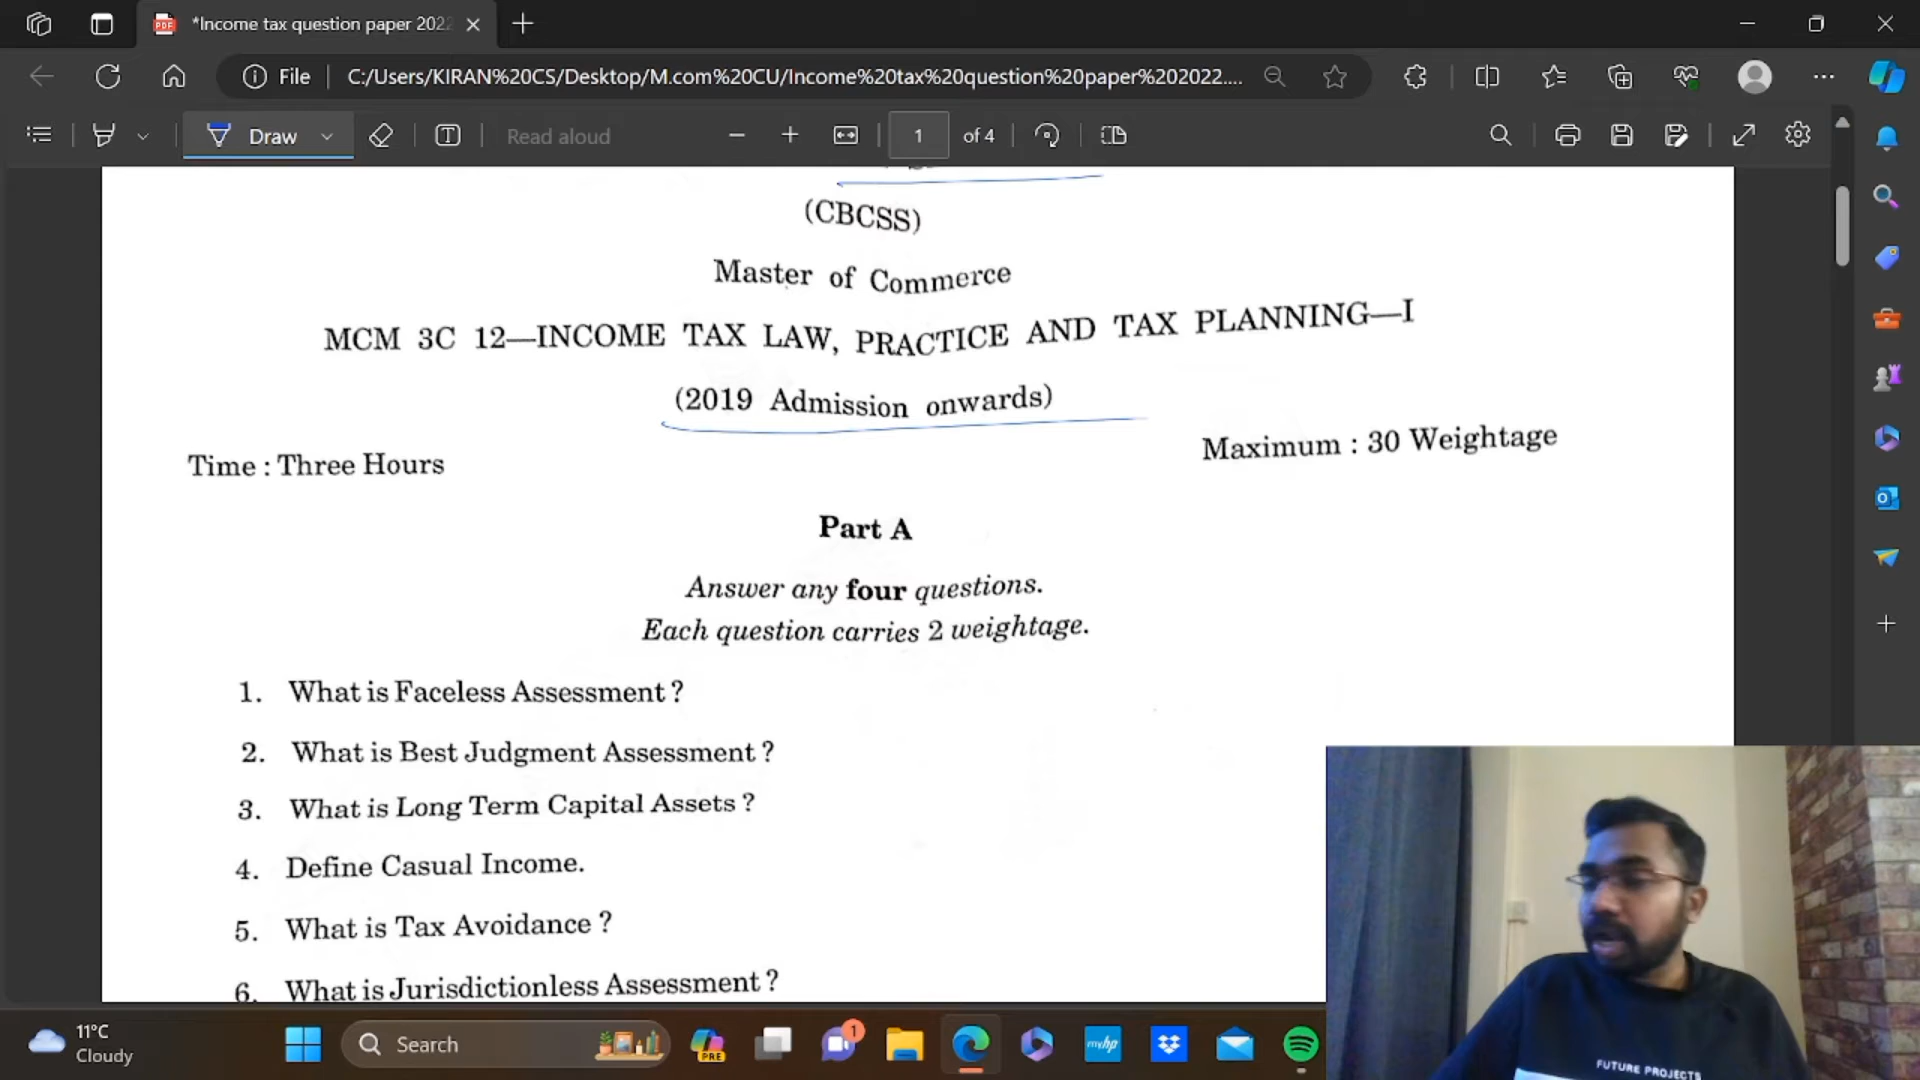 *Income tax question paper 2022
File
C:/Users/KIRAN%20CS/Desktop/M.com%20CU/Income%20tax%20question%20paper%202022....
Draw
Read aloud
1 of 4
(CBCSS)
Master of Commerce
MCM 3C 12—INCOME TAX LAW, PRACTICE AND TAX PLANNING—I
(2019 Admission onwards)
Time : Three Hours
Maximum : 30 Weightage
Part A
Answer any four questions.
Each question carries 2 weightage.
1. What is Faceless Assessment ?
2. What is Best Judgment Assessment ?
3. What is Long Term Capital Assets ?
4. Define Casual Income.
5. What is Tax Avoidance ?
6. What is Jurisdictionless Assessment ?
FUTURE PROJECTS
11°C
Cloudy
Search
PRE
1
myhp